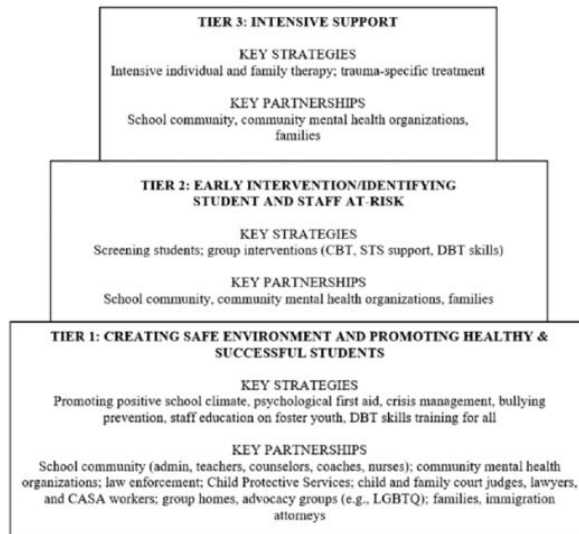 TIER 3: INTENSIVE SUPPORT
KEY STRATEGIES
Intensive individual and family therapy; trauma-specific treatment
KEY PARTNERSHIPS
School community, community mental health organizations,
families
TIER 2: EARLY INTERVENTION/IDENTIFYING
STUDENT AND STAFF AT-RISK
KEY STRATEGIES
Screening students; group interventions (CBT, STS support, DBT skills)
KEY PARTNERSHIPS
School community, community mental health organizations, families
TIER 1: CREATING SAFE ENVIRONMENT AND PROMOTING HEALTHY &
SUCCESSFUL STUDENTS
KEY STRATEGIES
Promoting positive school climate, psychological first aid, crisis management, bullying
prevention, staff education on foster youth, DBT skills training for all
KEY PARTNERSHIPS
School community (admin, teachers, counselors, coaches, nurses); community mental health
organizations; law enforcement; Child Protective Services; child and family court judges, lawyers,
and CASA workers; group homes, advocacy groups (e.g., LGBTQ); families, immigration
attorneys